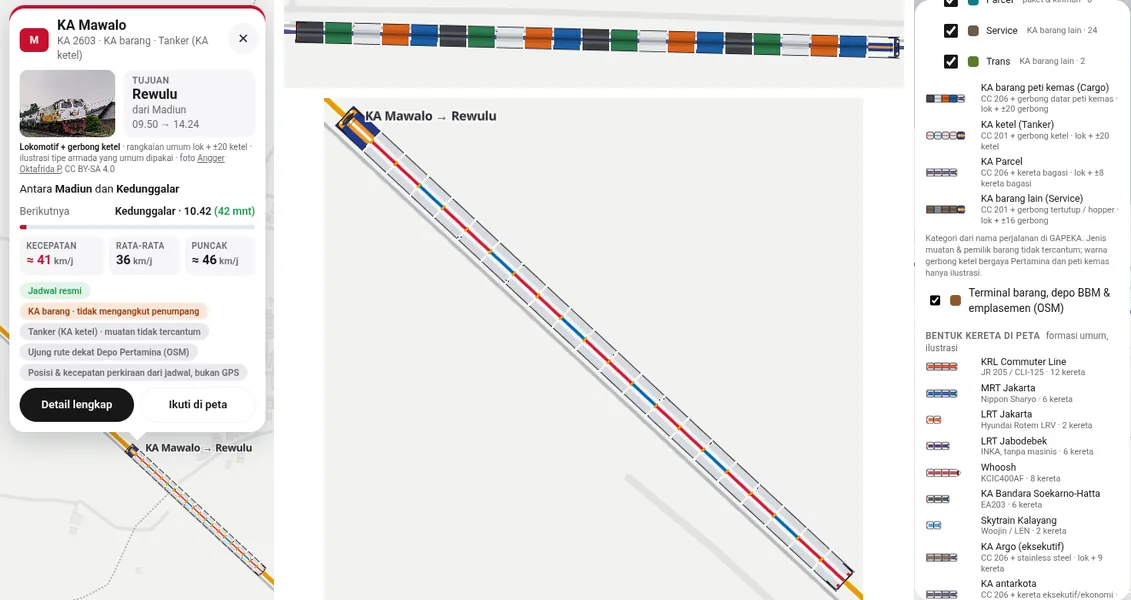 M
KA Mawalo
KA 2603 · KA barang · Tanker (KA
ketel)
TUJUAN
Rewulu
dari Madiun
09.50 → 14.24
Lokomotif + gerbong ketel · rangkaian umum lok + ±20 ketel ·
ilustrasi tipe armada yang umum dipakai · foto Angger
Oktafrida P, CC BY-SA 4.0
Antara Madiun dan Kedunggalar
Berikutnya
Kedunggalar · 10.42 (42 mnt)
KECEPATAN
≈ 41 km/j
RATA-RATA
36 km/j
PUNCAK
≈ 46 km/j
Jadwal resmi
KA barang · tidak mengangkut penumpang
Tanker (KA ketel) · muatan tidak tercantum
Ujung rute dekat Depo Pertamina (OSM)
Posisi & kecepatan perkiraan dari jadwal, bukan GPS
Detail lengkap
Ikuti di peta
KA Mawalo → Rewulu
KA Mawalo → Rewulu
Service KA barang lain · 24
Trans KA barang lain · 2
KA barang peti kemas (Cargo)
CC 206 + gerbong datar peti kemas ·
lok + ±20 gerbong
KA ketel (Tanker)
CC 201 + gerbong ketel · lok + ±20
ketel
KA Parcel
CC 206 + kereta bagasi · lok + ±8
kereta bagasi
KA barang lain (Service)
CC 201 + gerbong tertutup / hopper ·
lok + ±16 gerbong
Kategori dari nama perjalanan di GAPEKA. Jenis
muatan & pemilik barang tidak tercantum; warna
gerbong ketel bergaya Pertamina dan peti kemas
hanya ilustrasi.
Terminal barang, depo BBM &
emplasemen (OSM)
BENTUK KERETA DI PETA formasi umum,
ilustrasi
KRL Commuter Line
JR 205 / CLI-125 · 12 kereta
MRT Jakarta
Nippon Sharyo · 6 kereta
LRT Jakarta
Hyundai Rotem LRV · 2 kereta
LRT Jabodebek
INKA, tanpa masinis · 6 kereta
Whoosh
KCIC400AF · 8 kereta
KA Bandara Soekarno-Hatta
EA203 · 6 kereta
Skytrain Kalayang
Woojin / LEN · 2 kereta
KA Argo (eksekutif)
CC 206 + stainless steel · lok + 9
kereta
KA antarkota
CC 206 + kereta eksekutif/ekonomi ·